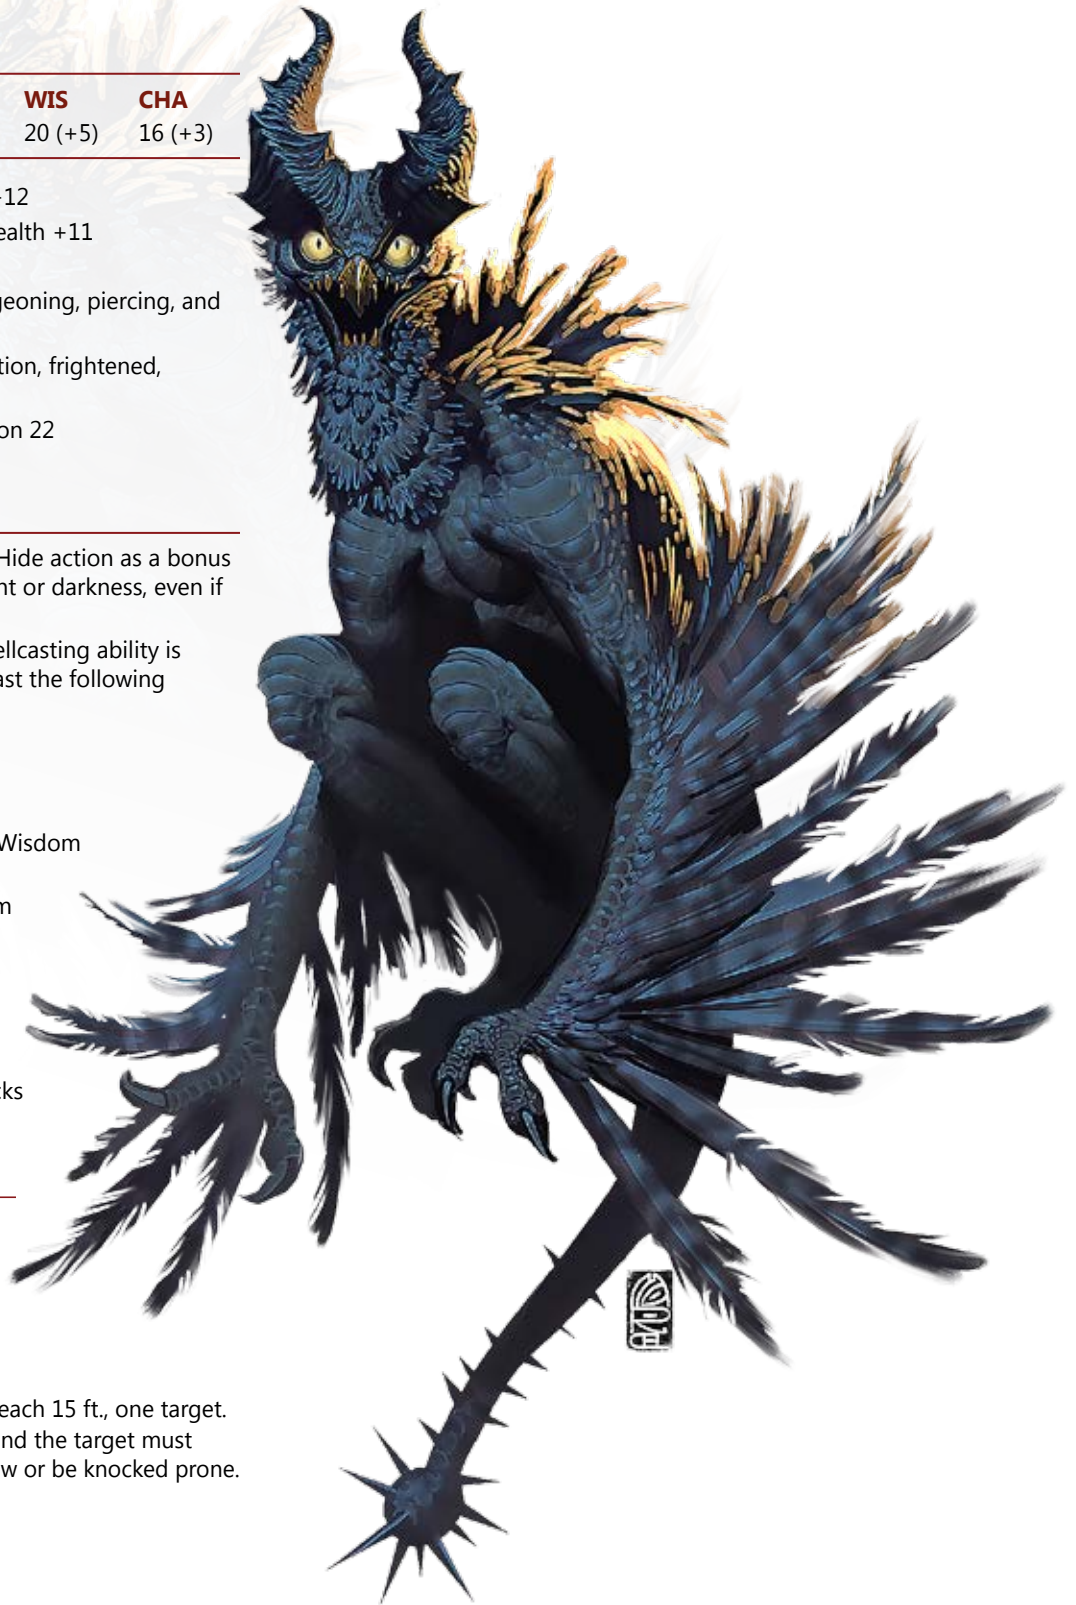 WIS CHA
20 (+5) 16 (+3)
-12
ealth +11
geoning, piercing, and
tion, frightened,
on 22
Hide action as a bonus
nt or darkness, even if
ellcasting ability is
ast the following
Wisdom
m
cks
each 15 ft., one target.
nd the target must
w or be knocked prone.